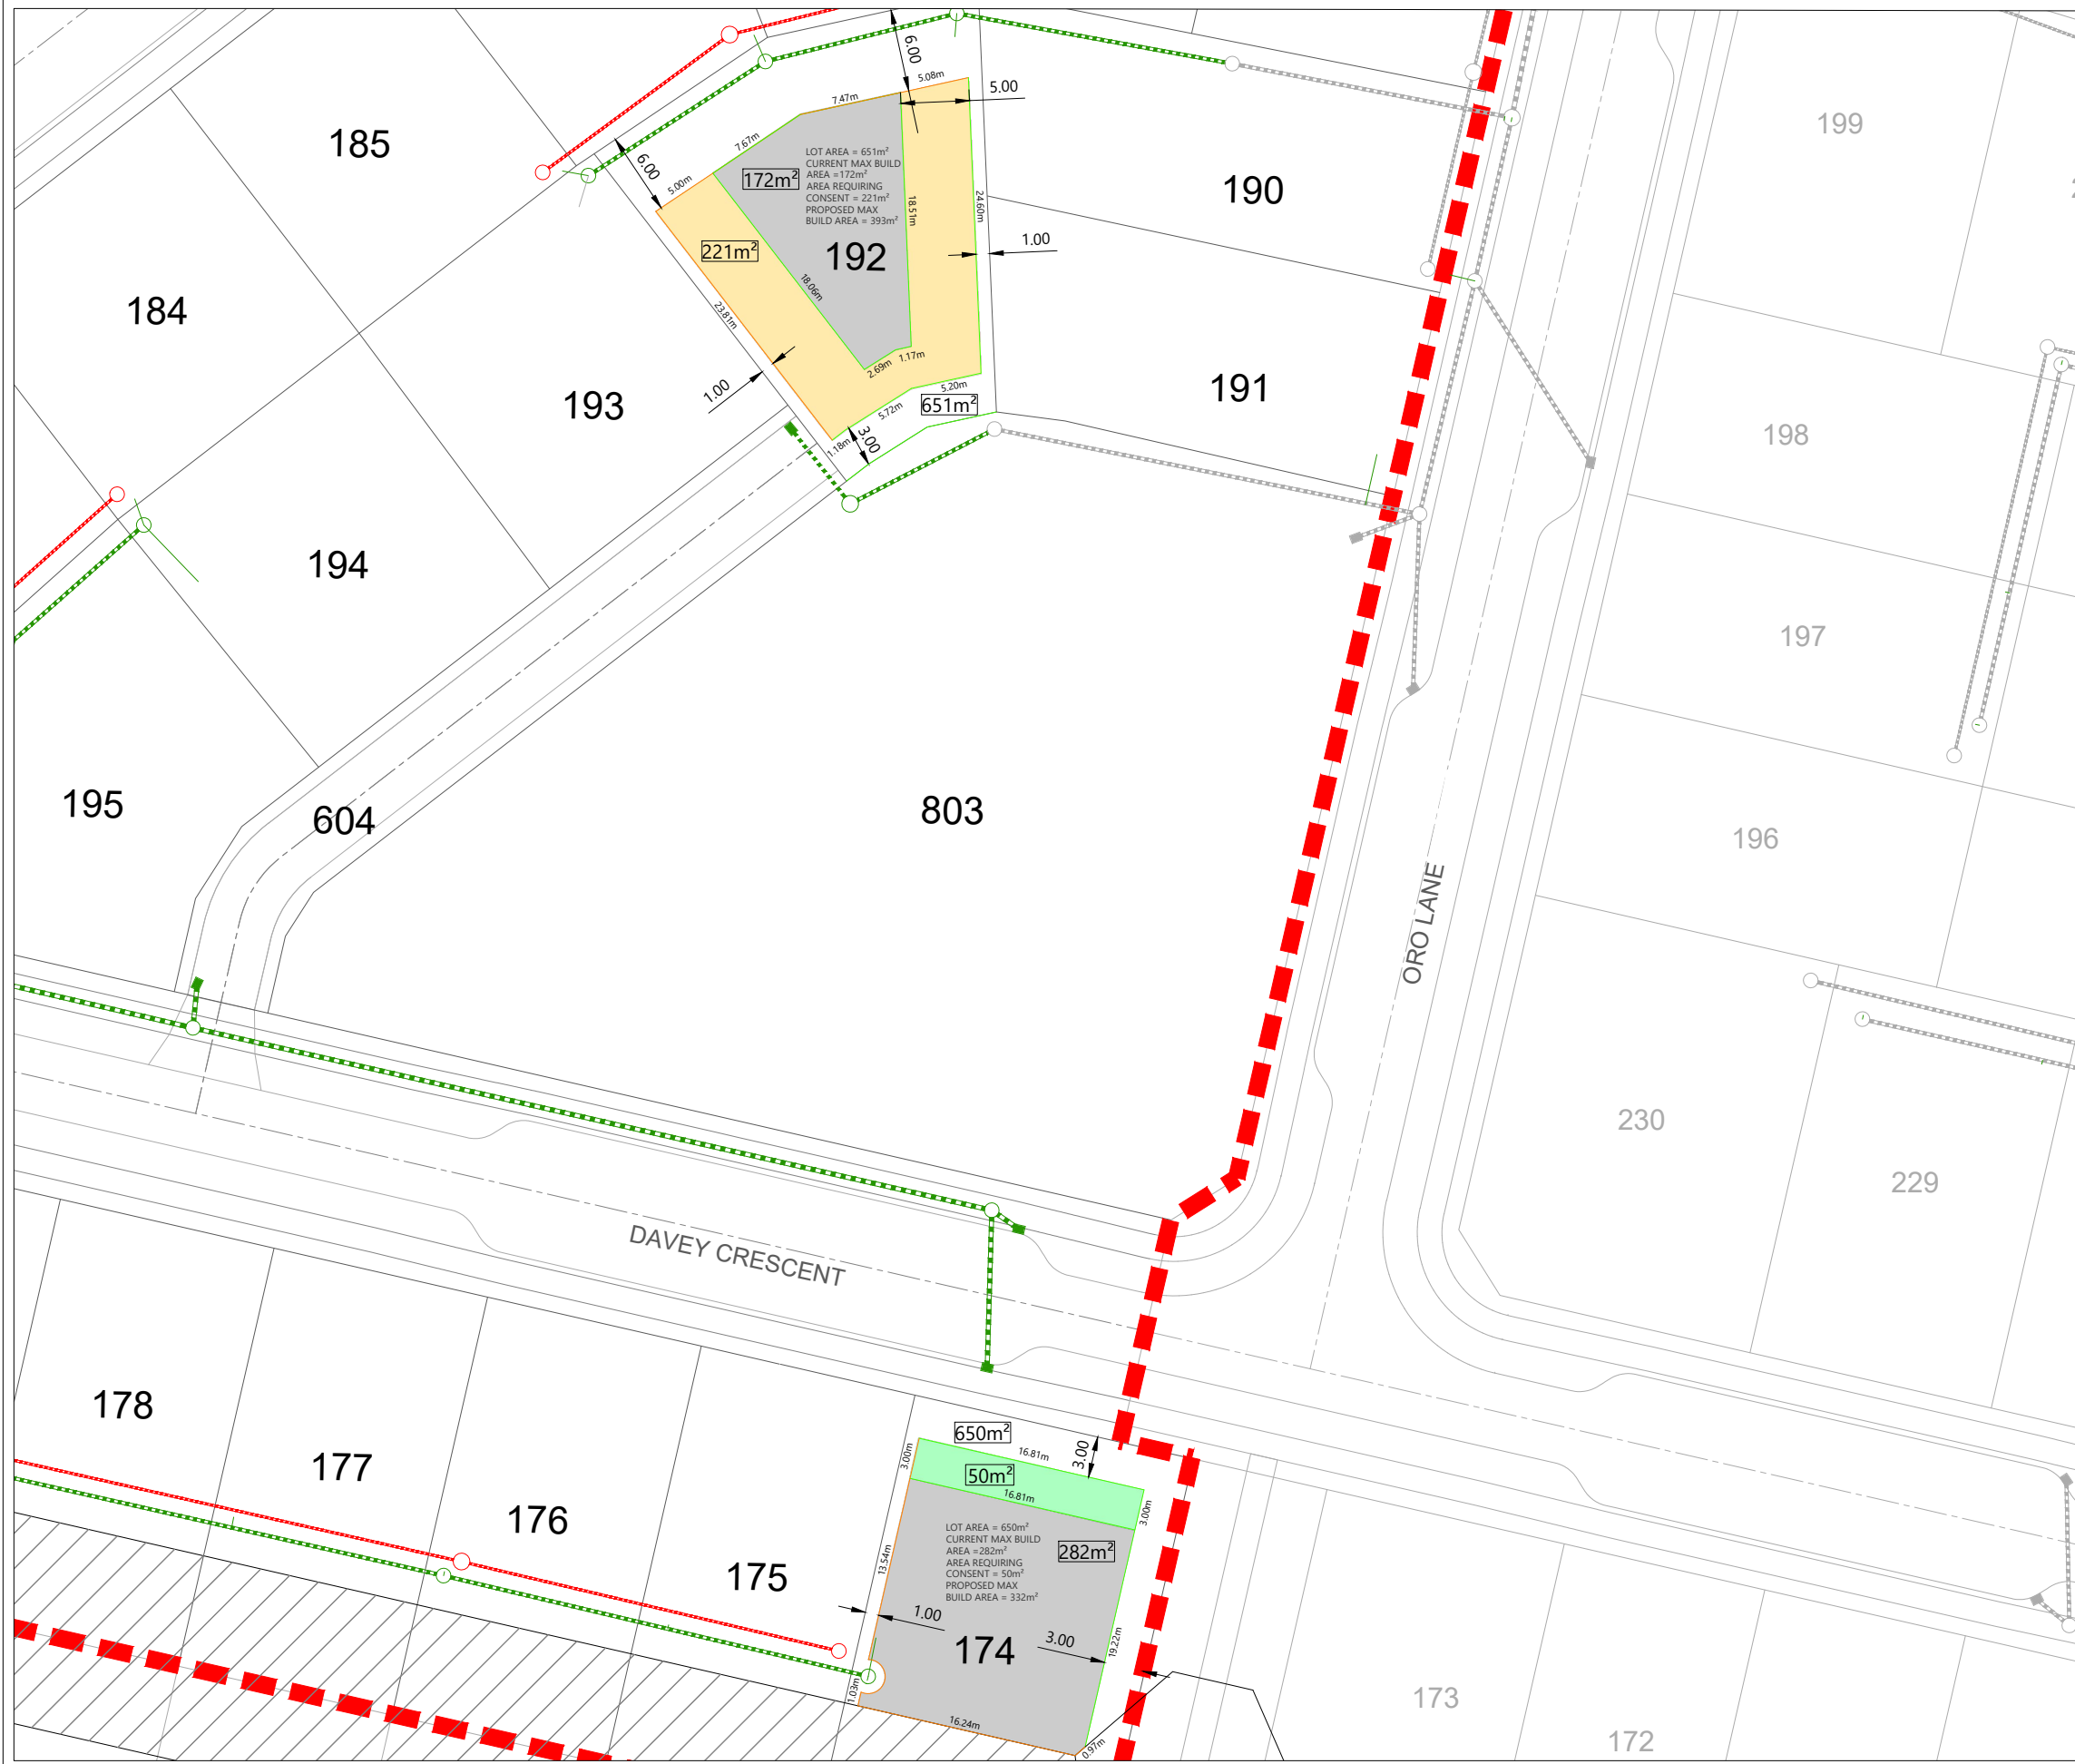 6.00
5.08m
5.00
7.47m
199
185
7.67m
6.00
LOT AREA = 651m²
CURRENT MAX BUILD
AREA =172m²
AREA REQUIRING
CONSENT = 221m²
PROPOSED MAX
BUILD AREA = 393m²
172m²
5.00m
190
18.51m
24.60m
1.00
221m²
192
184
18.06m
23.81m
1.17m
2.69m
5.20m
191
1.00
193
651m²
5.72m
198
3.00
1.18m
194
197
195
604
803
196
ORO LANE
230
229
DAVEY CRESCENT
178
650m²
16.81m
3.00
3.00m
177
50m²
16.81m
3.00m
176
LOT AREA = 650m²
CURRENT MAX BUILD
AREA =282m²
AREA REQUIRING
CONSENT = 50m²
PROPOSED MAX
BUILD AREA = 332m²
282m²
13.54m
175
1.00
3.00
19.22m
174
1.03m
173
16.24m
0.97m
172